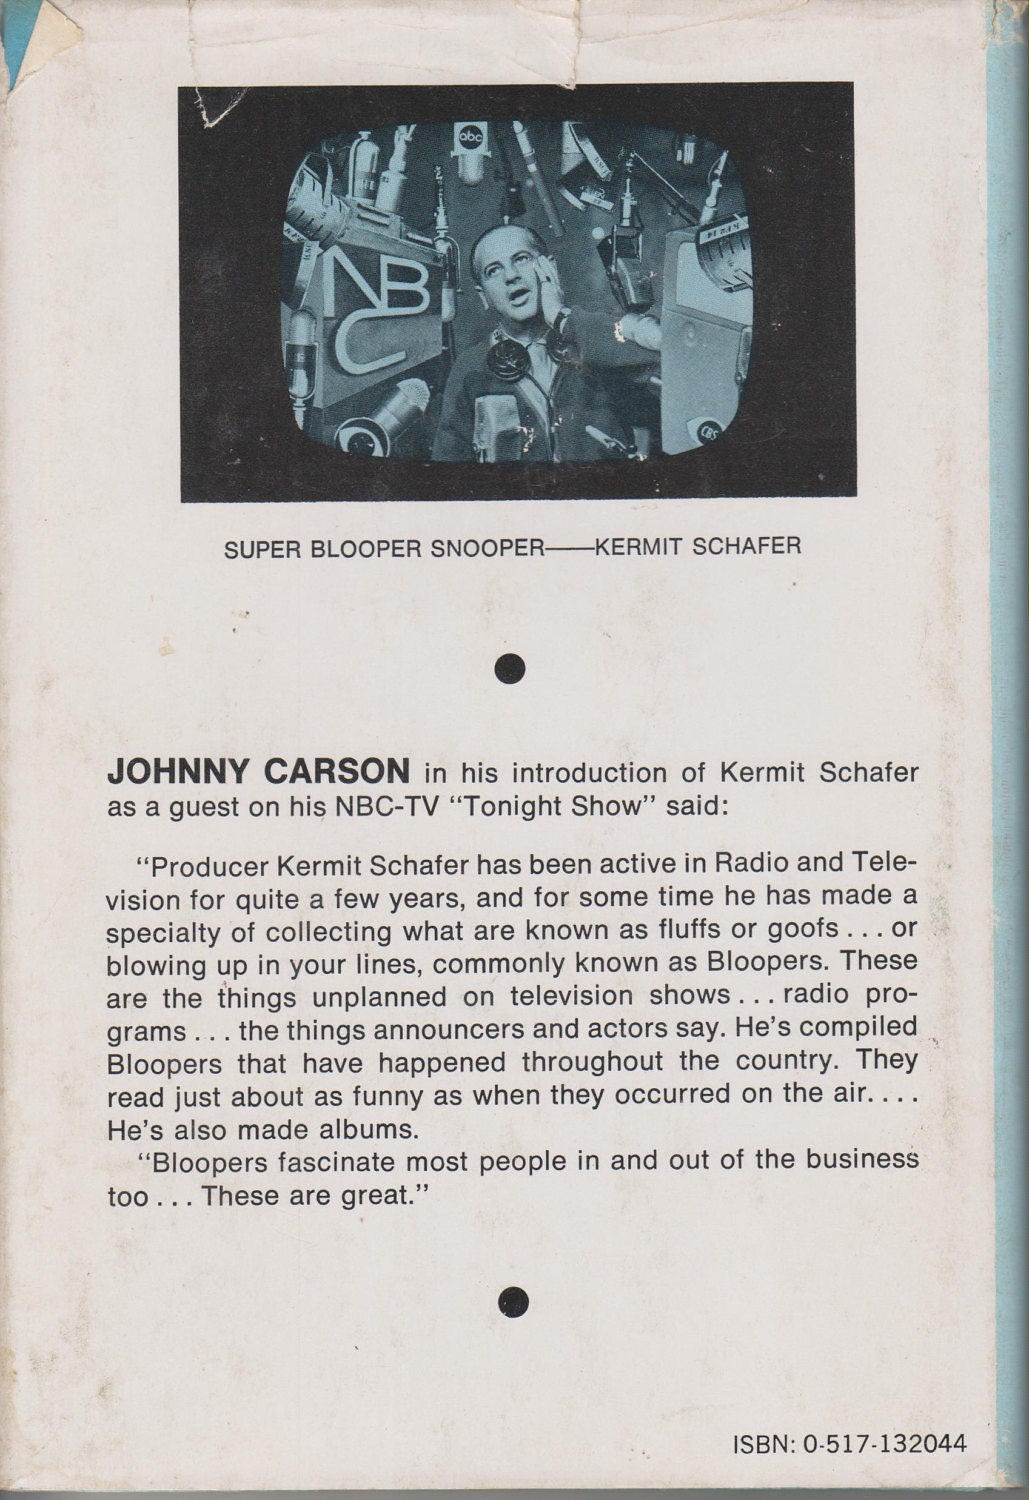 abc
NBC
CBS
SUPER BLOOPER SNOOPER——KERMIT SCHAFER
JOHNNY CARSON in his introduction of Kermit Schafer
as a guest on his NBC-TV “Tonight Show” said:
“Producer Kermit Schafer has been active in Radio and Tele-
vision for quite a few years, and for some time he has made a
specialty of collecting what are known as fluffs or goofs . . . or
blowing up in your lines, commonly known as Bloopers. These
are the things unplanned on television shows . . . radio pro-
grams . . . the things announcers and actors say. He’s compiled
Bloopers that have happened throughout the country. They
read just about as funny as when they occurred on the air. . . .
He’s also made albums.
“Bloopers fascinate most people in and out of the business
too . . . These are great.”
ISBN: 0-517-132044